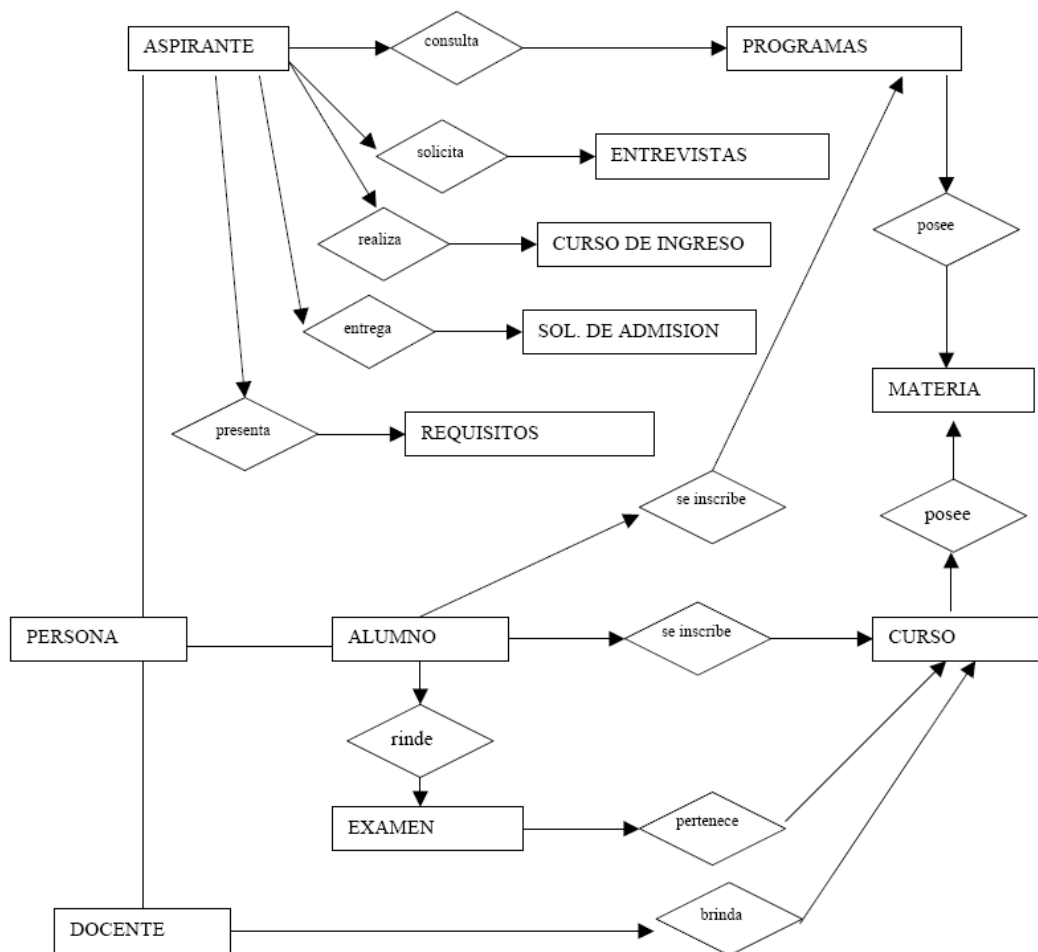 ASPIRANTE
consulta
PROGRAMAS
solicita
ENTREVISTAS
realiza
CURSO DE INGRESO
posee
entrega
SOL. DE ADMISION
MATERIA
presenta
REQUISITOS
se inscribe
posee
PERSONA
ALUMNO
se inscribe
CURSO
rinde
EXAMEN
pertenece
DOCENTE
brinda